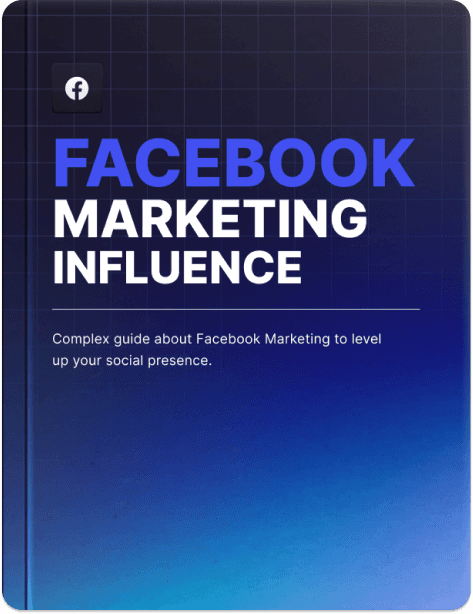 FACEBOOK
MARKETING
INFLUENCE
Complex guide about Facebook Marketing to level
up your social presence.